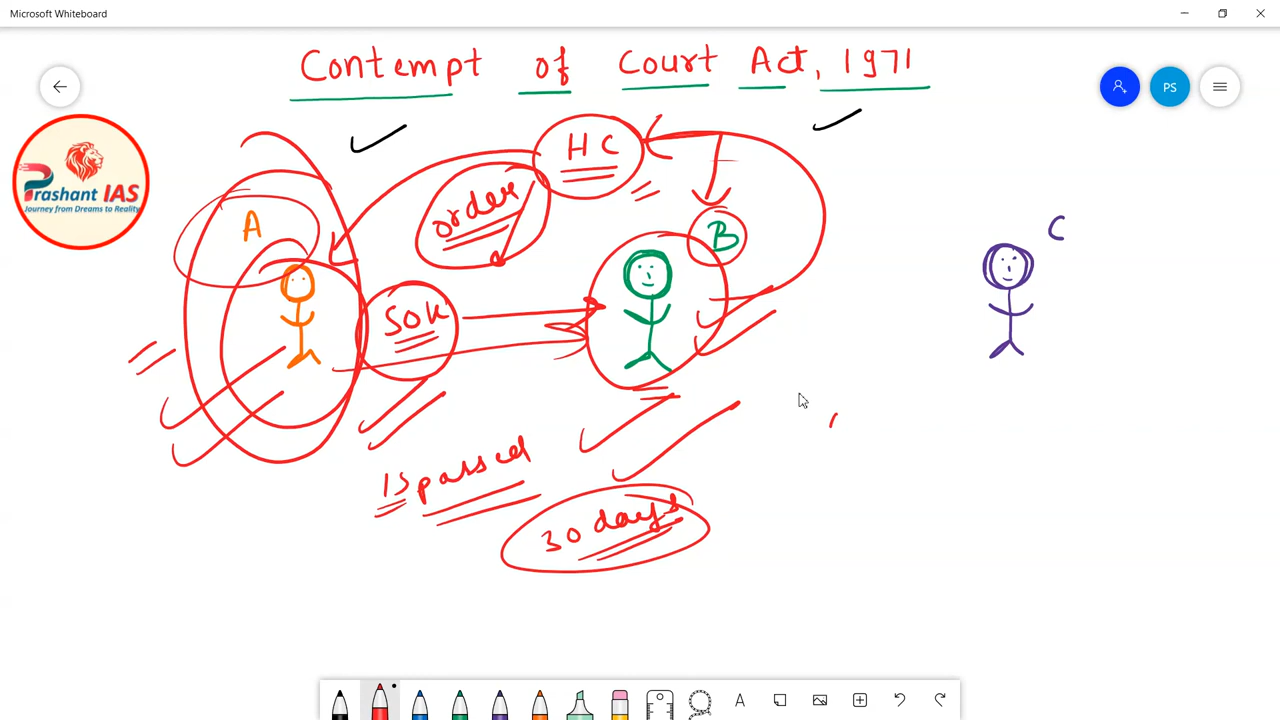 Microsoft Whiteboard
Contempt of Court Act, 1971
PS
Prashant IAS
Journey from Dreams to Reality
HC
order
A
B
C
50K
is passed
30 days
A